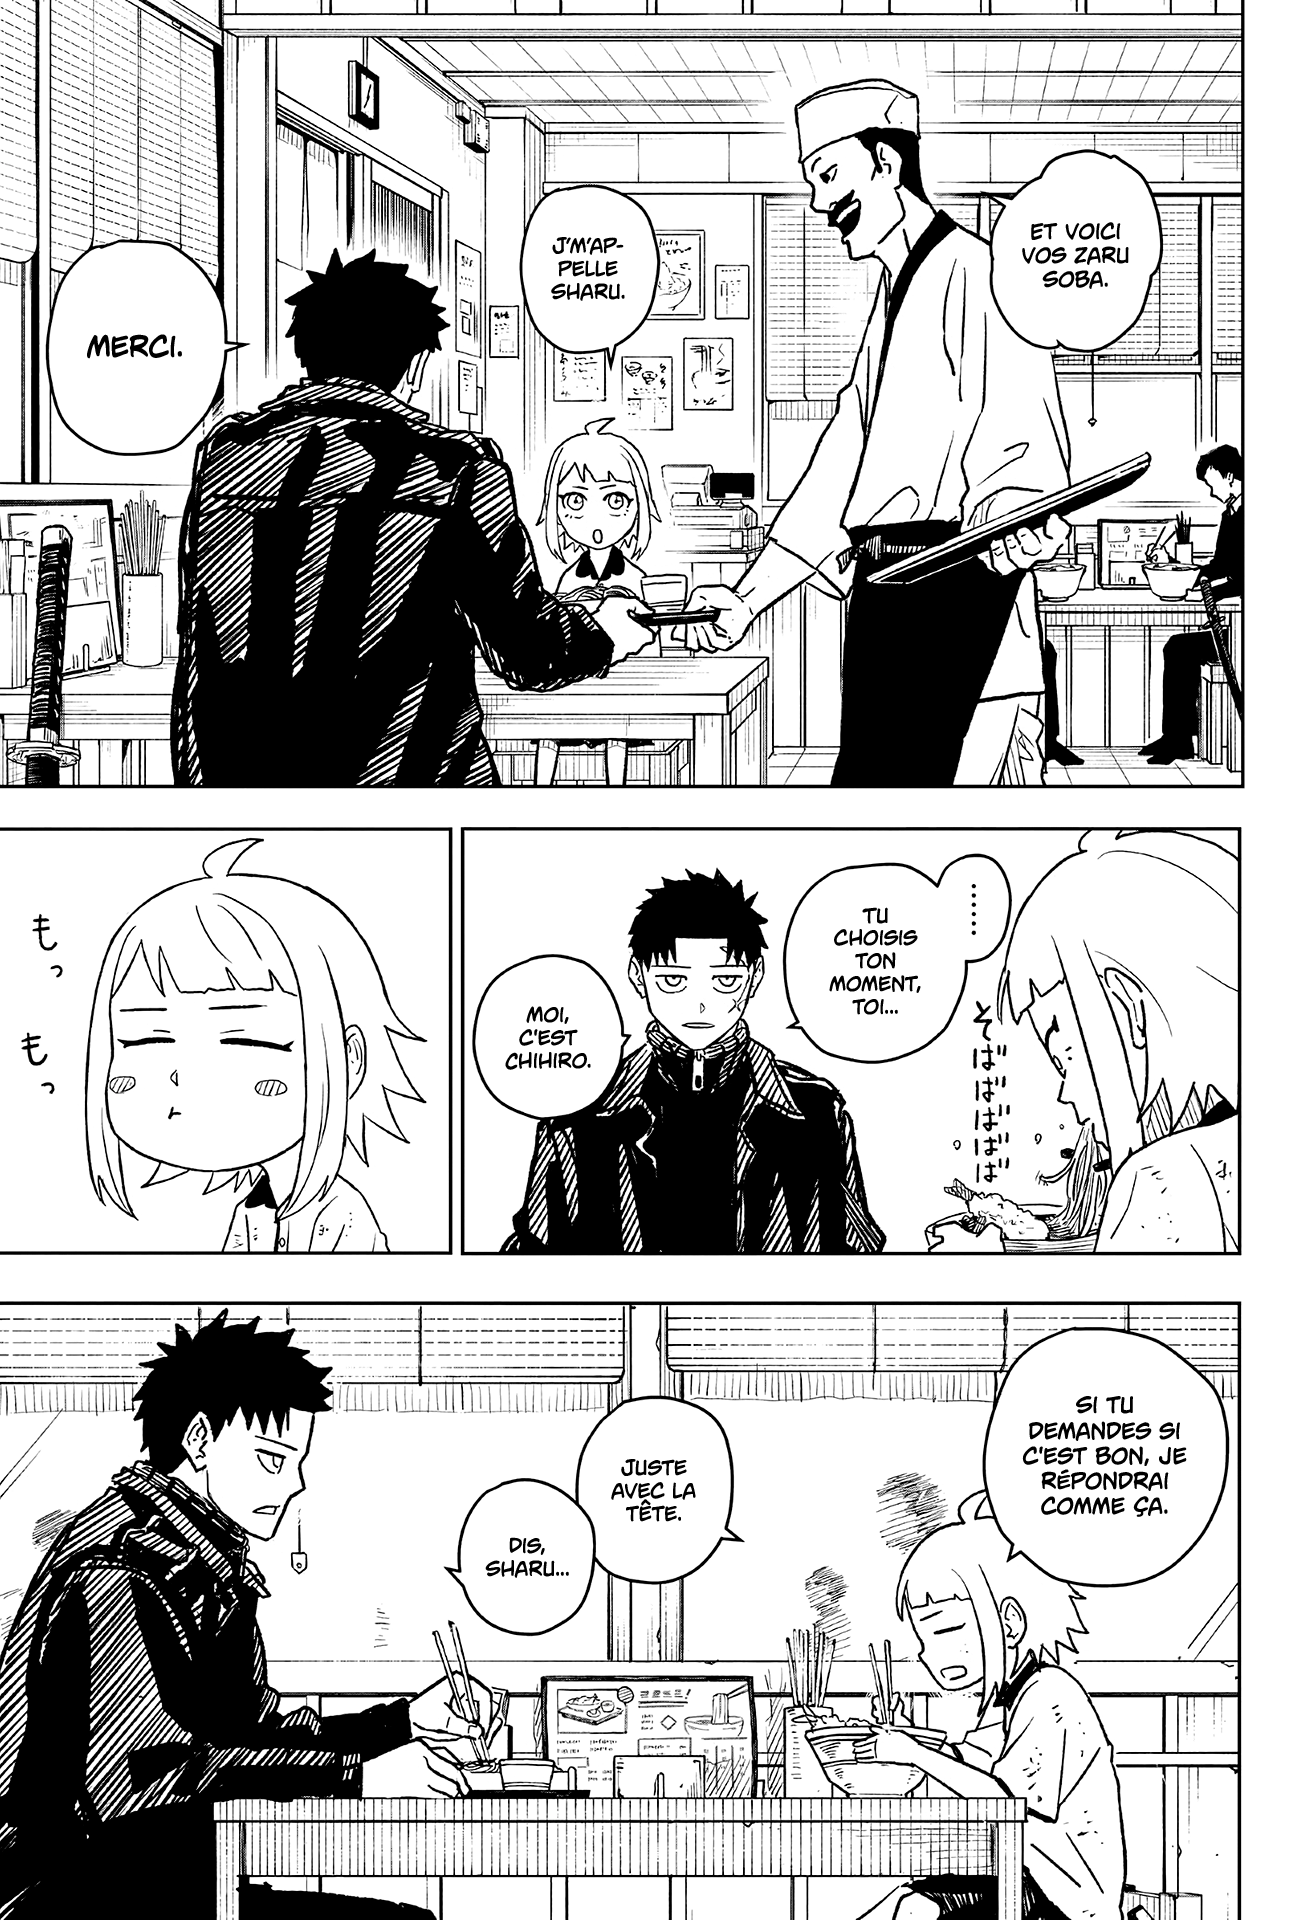 ET VOICI
VOS ZARU
SOBA.
J'M'AP-
PELLE
SHARU.
MERCI.
......
TU
CHOISIS
TON
MOMENT,
TOI...
MOI,
C'EST
CHIHIRO.
そばばばばば
もっ
もっ
SI TU
DEMANDES SI
C'EST BON, JE
RÉPONDRAI
COMME ÇA.
JUSTE
AVEC LA
TÊTE.
DIS,
SHARU...